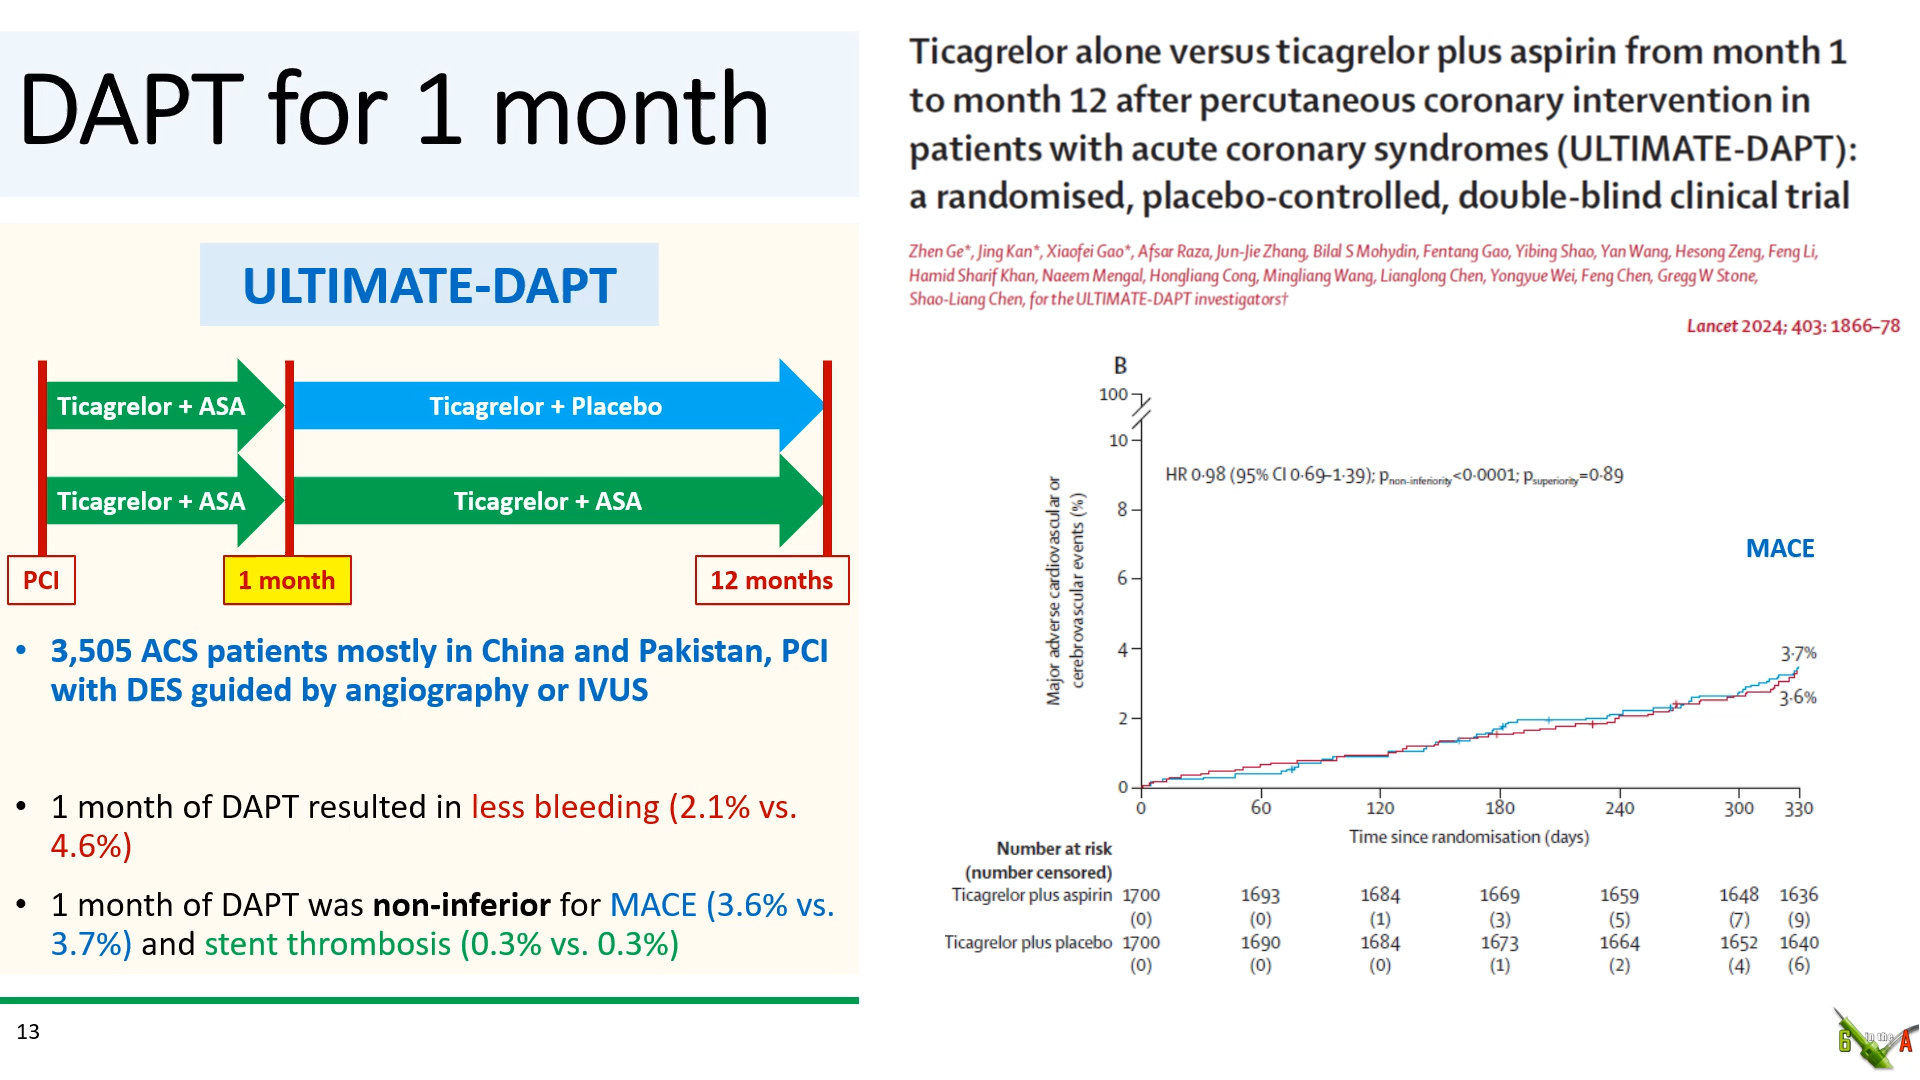 DAPT for 1 month
ULTIMATE-DAPT
Ticagrelor + ASA
Ticagrelor + Placebo
Ticagrelor + ASA
Ticagrelor + ASA
PCI
1 month
12 months
• 3,505 ACS patients mostly in China and Pakistan, PCI
with DES guided by angiography or IVUS
• 1 month of DAPT resulted in less bleeding (2.1% vs.
4.6%)
• 1 month of DAPT was non-inferior for MACE (3.6% vs.
3.7%) and stent thrombosis (0.3% vs. 0.3%)
13
Ticagrelor alone versus ticagrelor plus aspirin from month 1
to month 12 after percutaneous coronary intervention in
patients with acute coronary syndromes (ULTIMATE-DAPT):
a randomised, placebo-controlled, double-blind clinical trial
Zhen Ge*, Jing Kan*, Xiaofei Gao*, Afsar Raza, Jun-Jie Zhang, Bilal S Mohydin, Fentang Gao, Yibing Shao, Yan Wang, Hesong Zeng, Feng Li,
Hamid Sharif Khan, Naeem Mengal, Hongliang Cong, Mingliang Wang, Lianglong Chen, Yongyue Wei, Feng Chen, Gregg W Stone,
Shao-Liang Chen, for the ULTIMATE-DAPT investigators†
Lancet 2024; 403: 1866–78
B
100
10
8
6
4
2
0
Major adverse cardiovascular or
cerebrovascular events (%)
HR 0·98 (95% CI 0·69–1·39); pnon-inferiority<0·0001; psuperiority=0·89
MACE
3·7%
3·6%
0 60 120 180 240 300 330
Time since randomisation (days)
Number at risk
(number censored)
Ticagrelor plus aspirin 1700 1693 1684 1669 1659 1648 1636
(0) (0) (1) (3) (5) (7) (9)
Ticagrelor plus placebo 1700 1690 1684 1673 1664 1652 1640
(0) (0) (0) (1) (2) (4) (6)
6 in the A